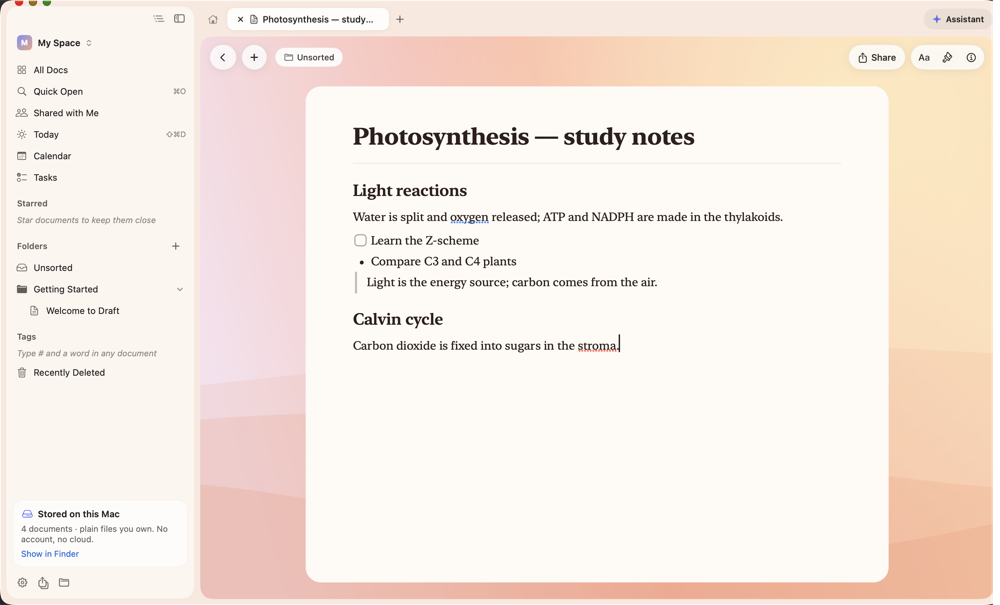 Photosynthesis — study...
Assistant
M My Space
All Docs
Quick Open ⌘O
Shared with Me
Today ⇧⌘D
Calendar
Tasks
Starred
Star documents to keep them close
Folders
Unsorted
Getting Started
Welcome to Draft
Tags
Type # and a word in any document
Recently Deleted
Stored on this Mac
4 documents · plain files you own. No
account, no cloud.
Show in Finder
Unsorted
Share
Aa
Photosynthesis — study notes
Light reactions
Water is split and oxygen released; ATP and NADPH are made in the thylakoids.
Learn the Z-scheme
• Compare C3 and C4 plants
Light is the energy source; carbon comes from the air.
Calvin cycle
Carbon dioxide is fixed into sugars in the stroma.